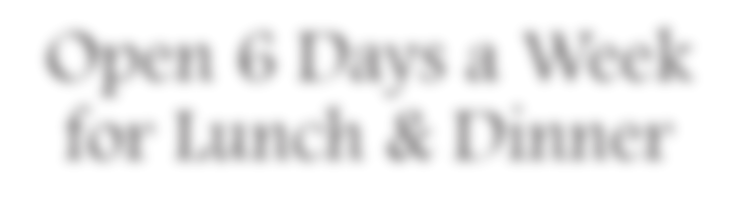 Open 6 Days a Week
for Lunch & Dinner